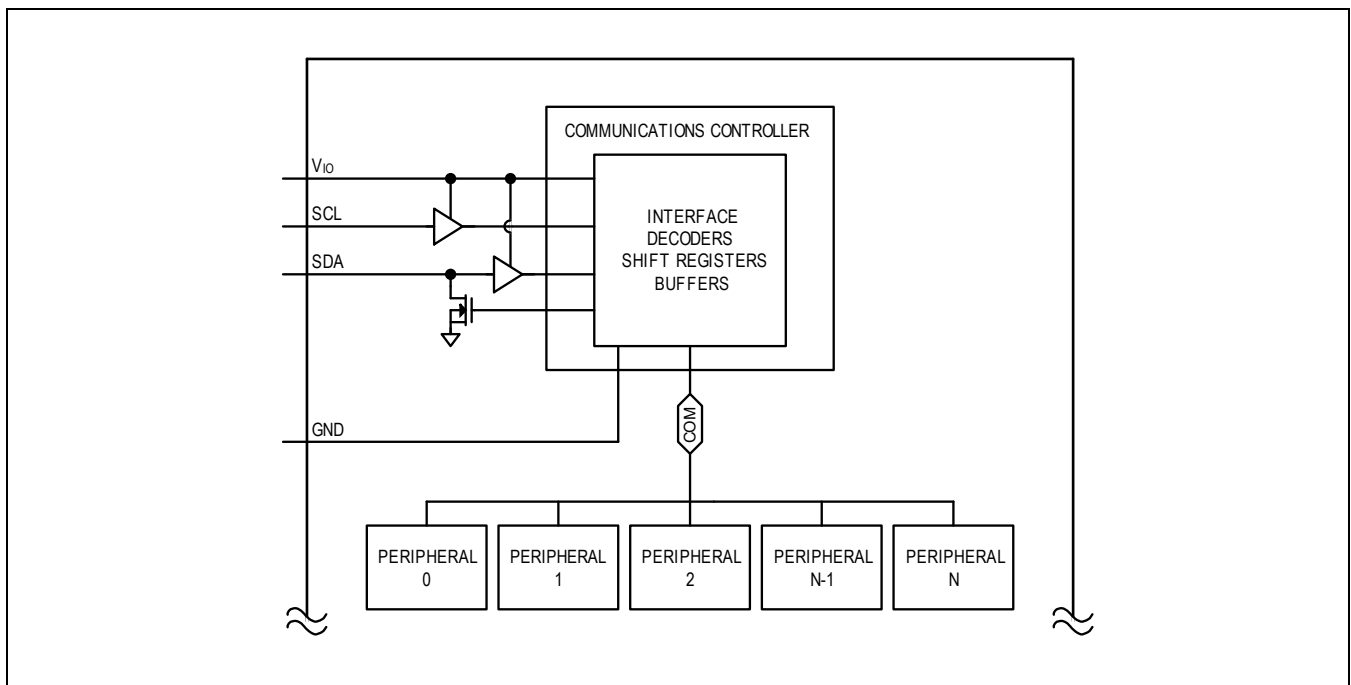 COMMUNICATIONS CONTROLLER
VIO
SCL
SDA
INTERFACE
DECODERS
SHIFT REGISTERS
BUFFERS
GND
COM
PERIPHERAL
0
PERIPHERAL
1
PERIPHERAL
2
PERIPHERAL
N-1
PERIPHERAL
N